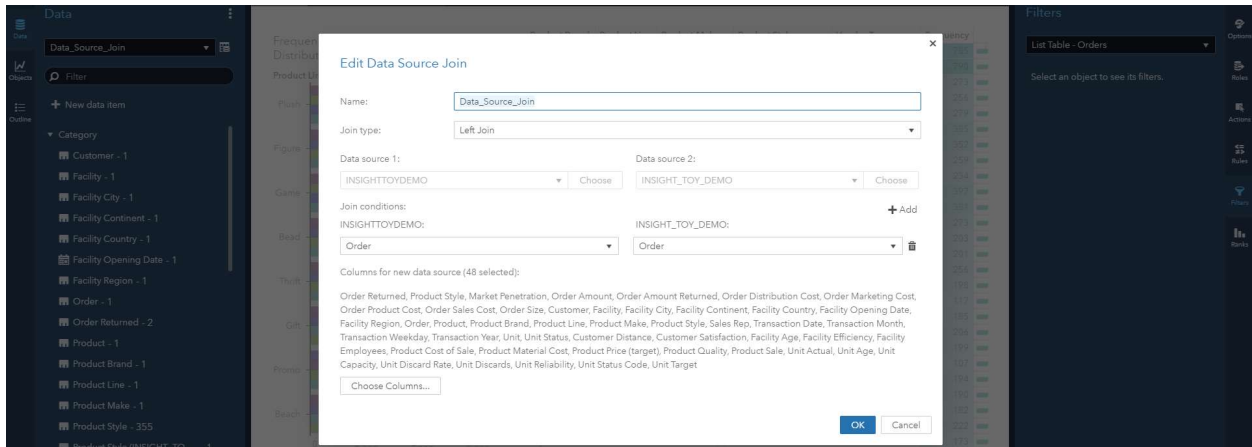 Data
Data
Data_Source_Join
Objects
Filter
Outline
New data item
Category
Customer - 1
Facility - 1
Facility City - 1
Facility Continent - 1
Facility Country - 1
Facility Opening Date - 1
Facility Region - 1
Order - 1
Order Returned - 2
Product - 1
Product Brand - 1
Product Line - 1
Product Make - 1
Product Style - 355
Edit Data Source Join
Name:
Data_Source_Join
Join type:
Left Join
Data source 1:
Data source 2:
INSIGHTTOYDEMO
Choose
INSIGHT_TOY_DEMO
Choose
Join conditions:
Add
INSIGHTTOYDEMO:
INSIGHT_TOY_DEMO:
Order
Order
Columns for new data source (48 selected):
Order Returned, Product Style, Market Penetration, Order Amount, Order Amount Returned, Order Distribution Cost, Order Marketing Cost,
Order Product Cost, Order Sales Cost, Order Size, Customer, Facility, Facility City, Facility Continent, Facility Country, Facility Opening Date,
Facility Region, Order, Product, Product Brand, Product Line, Product Make, Product Style, Sales Rep, Transaction Date, Transaction Month,
Transaction Weekday, Transaction Year, Unit, Unit Status, Customer Distance, Customer Satisfaction, Facility Age, Facility Efficiency, Facility
Employees, Product Cost of Sale, Product Material Cost, Product Price (target), Product Quality, Product Sale, Unit Actual, Unit Age, Unit
Capacity, Unit Discard Rate, Unit Discards, Unit Reliability, Unit Status Code, Unit Target
Choose Columns...
OK
Cancel
Filters
List Table - Orders
Select an object to see its filters.
Options
Roles
Actions
Rules
Filters
Ranks